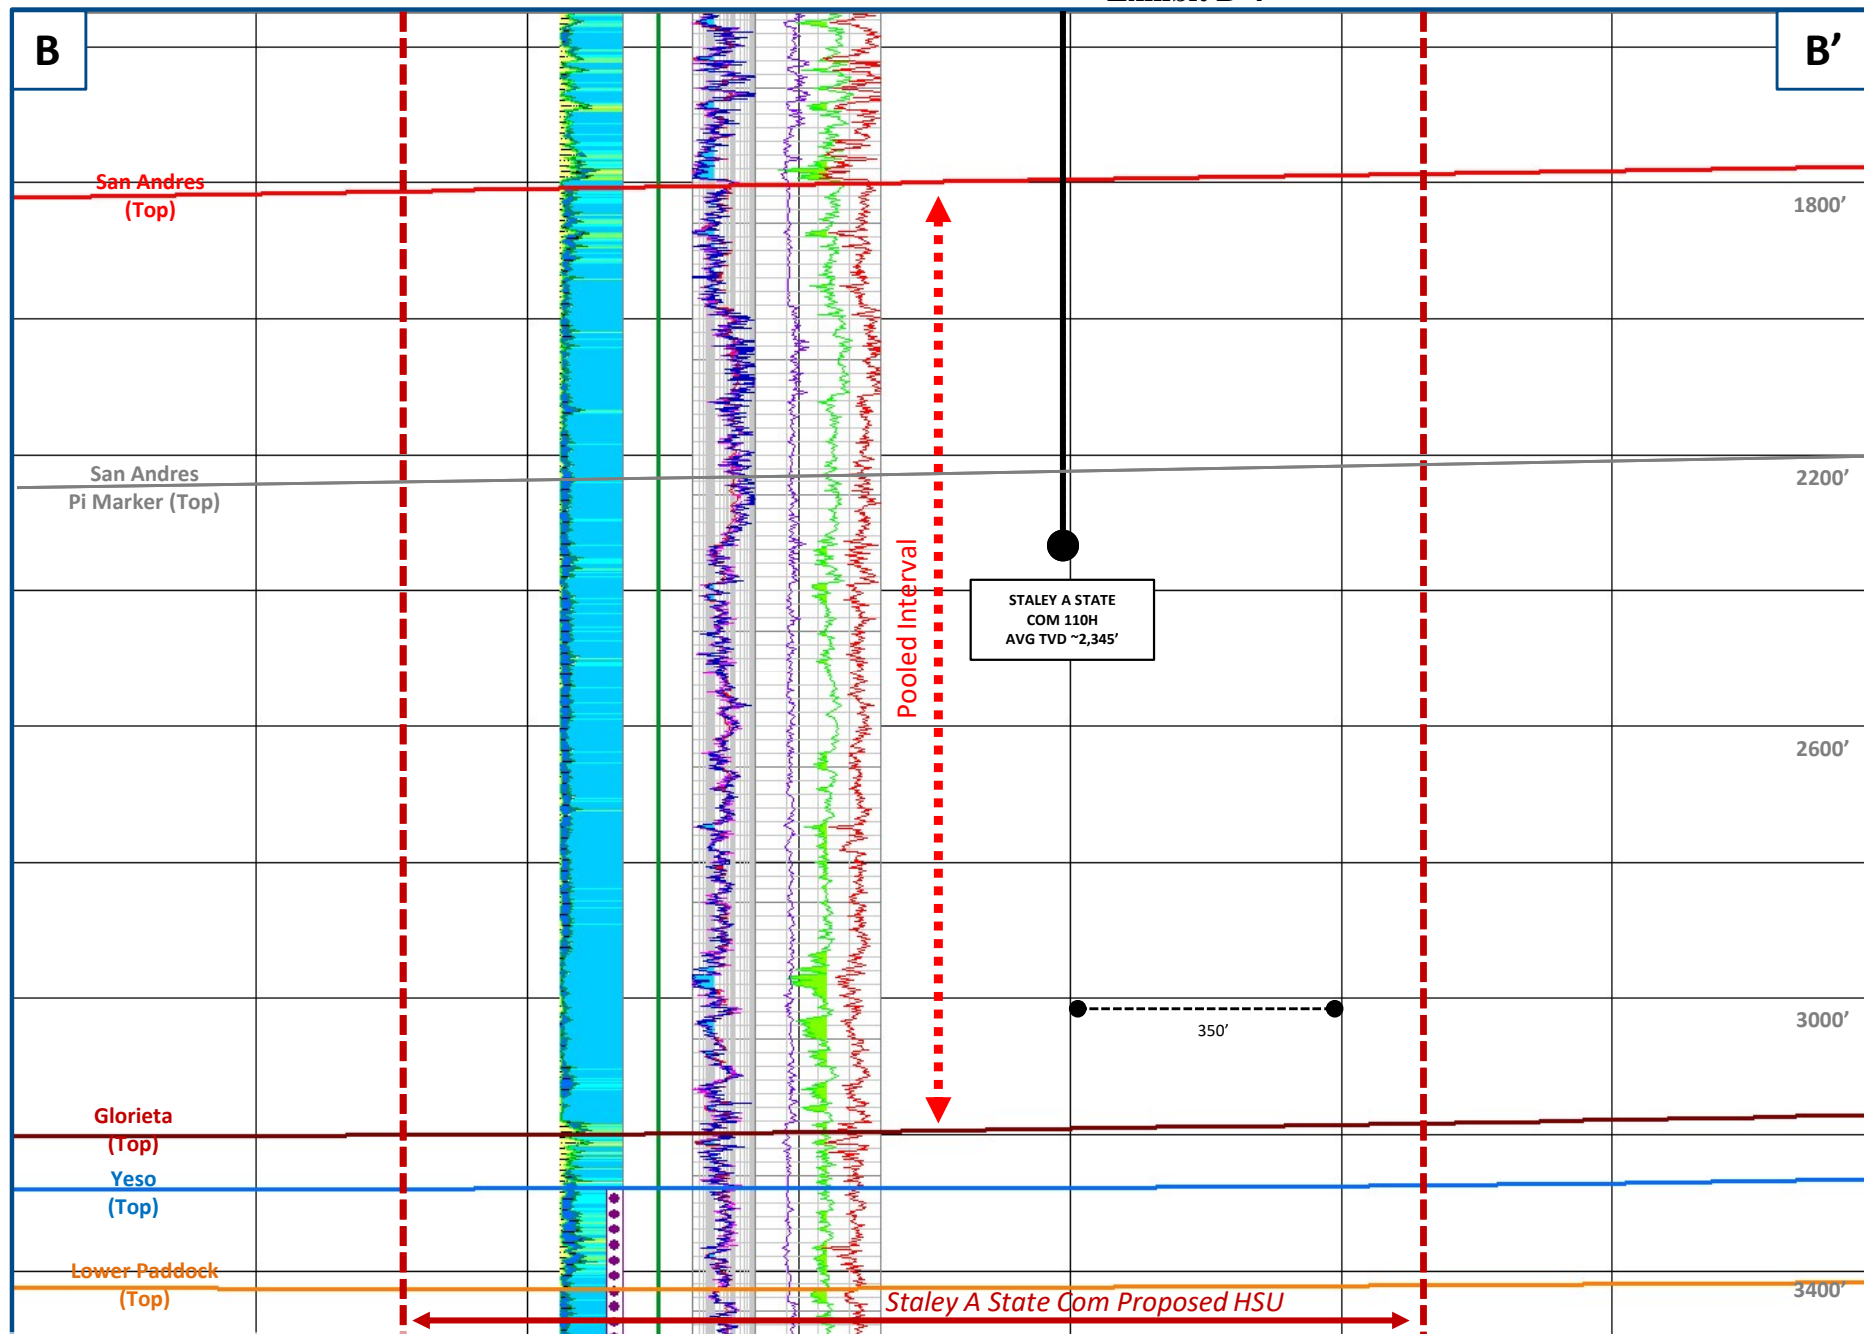 B
B’
San Andres
(Top)
1800’
San Andres
Pi Marker (Top)
2200’
Pooled Interval
STALEY A STATE
COM 110H
AVG TVD ~2,345’
2600’
350’
3000’
Glorieta
(Top)
Yeso
(Top)
Lower Paddock
(Top)
3400’
Staley A State Com Proposed HSU